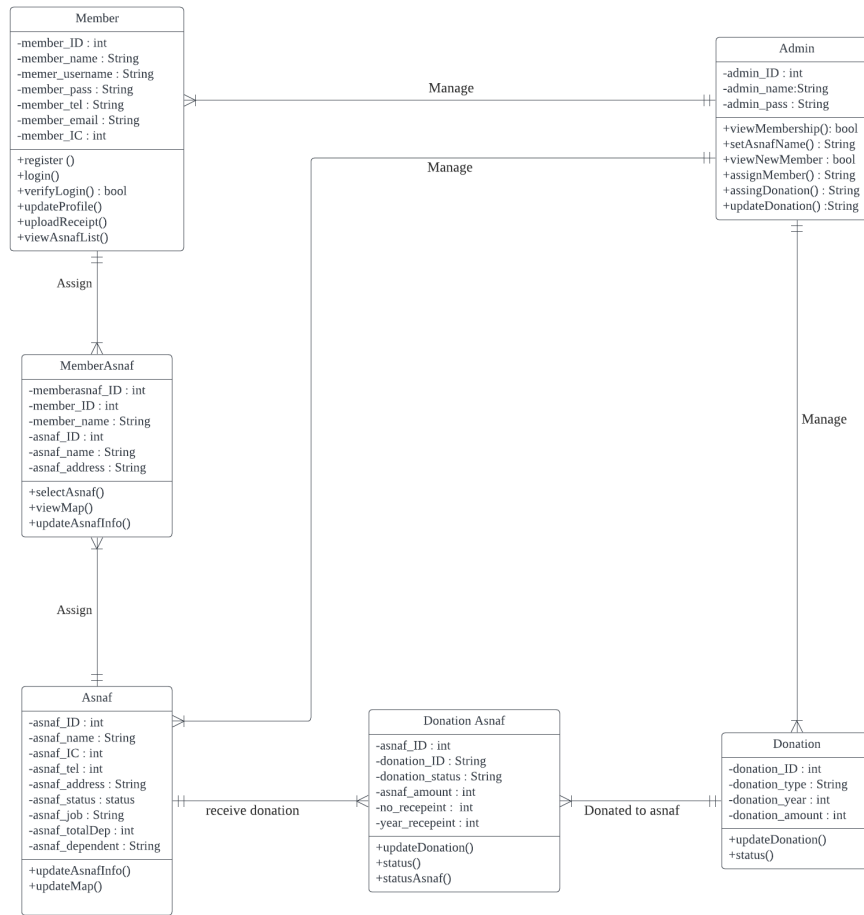 Member
-member_ID : int
-member_name : String
-memer_username : String
-member_pass : String
-member_tel : String
-member_email : String
-member_IC : int
+register ()
+login()
+verifyLogin() : bool
+updateProfile()
+uploadReceipt()
+viewAsnafList()
Manage
Manage
Admin
-admin_ID : int
-admin_name:String
-admin_pass : String
+viewMembership(): bool
+setAsnafName() : String
+viewNewMember : bool
+assignMember() : String
+assingDonation() : String
+updateDonation() :String
Assign
MemberAsnaf
-memberasnaf_ID : int
-member_ID : int
-member_name : String
-asnaf_ID : int
-asnaf_name : String
-asnaf_address : String
+selectAsnaf()
+viewMap()
+updateAsnafInfo()
Manage
Assign
Asnaf
-asnaf_ID : int
-asnaf_name : String
-asnaf_IC : int
-asnaf_tel : int
-asnaf_address : String
-asnaf_status : status
-asnaf_job : String
-asnaf_totalDep : int
-asnaf_dependent : String
+updateAsnafInfo()
+updateMap()
receive donation
Donation Asnaf
-asnaf_ID : int
-donation_ID : String
-donation_status : String
-asnaf_amount : int
-no_recepeint : int
-year_recepeint : int
+updateDonation()
+status()
+statusAsnaf()
Donated to asnaf
Donation
-donation_ID : int
-donation_type : String
-donation_year : int
-donation_amount : int
+updateDonation()
+status()